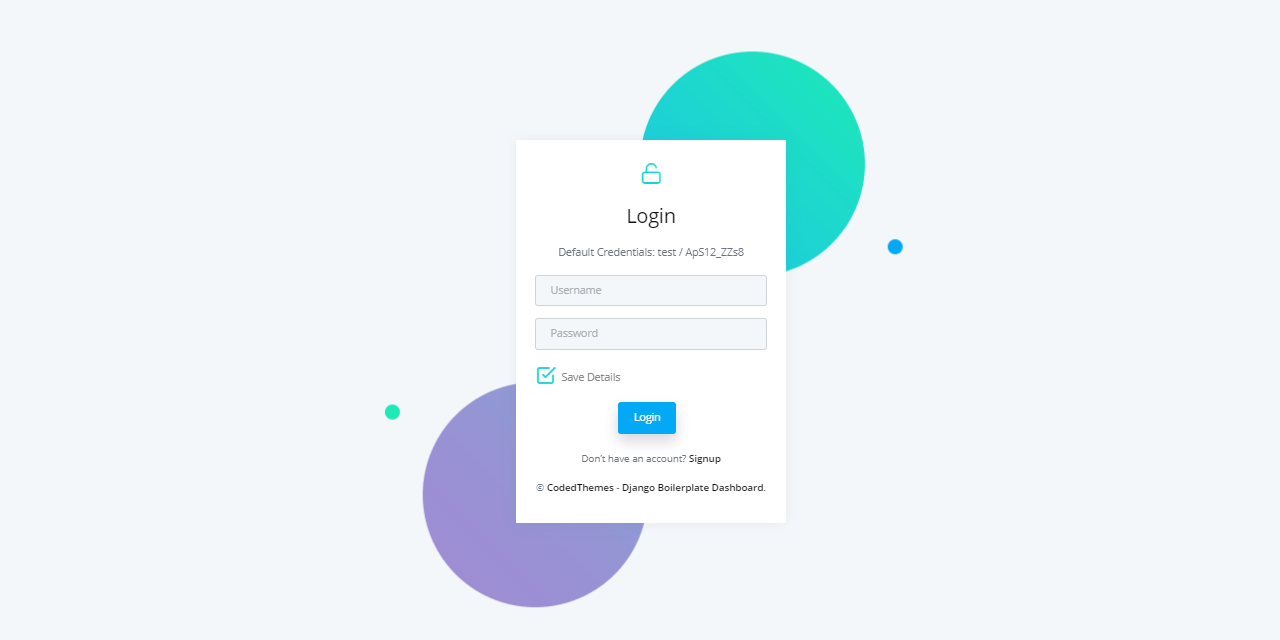 Login
Default Credentials: test / ApS12_ZZs8
Username
Password
Save Details
Login
Don't have an account? Signup
© CodedThemes - Django Boilerplate Dashboard.